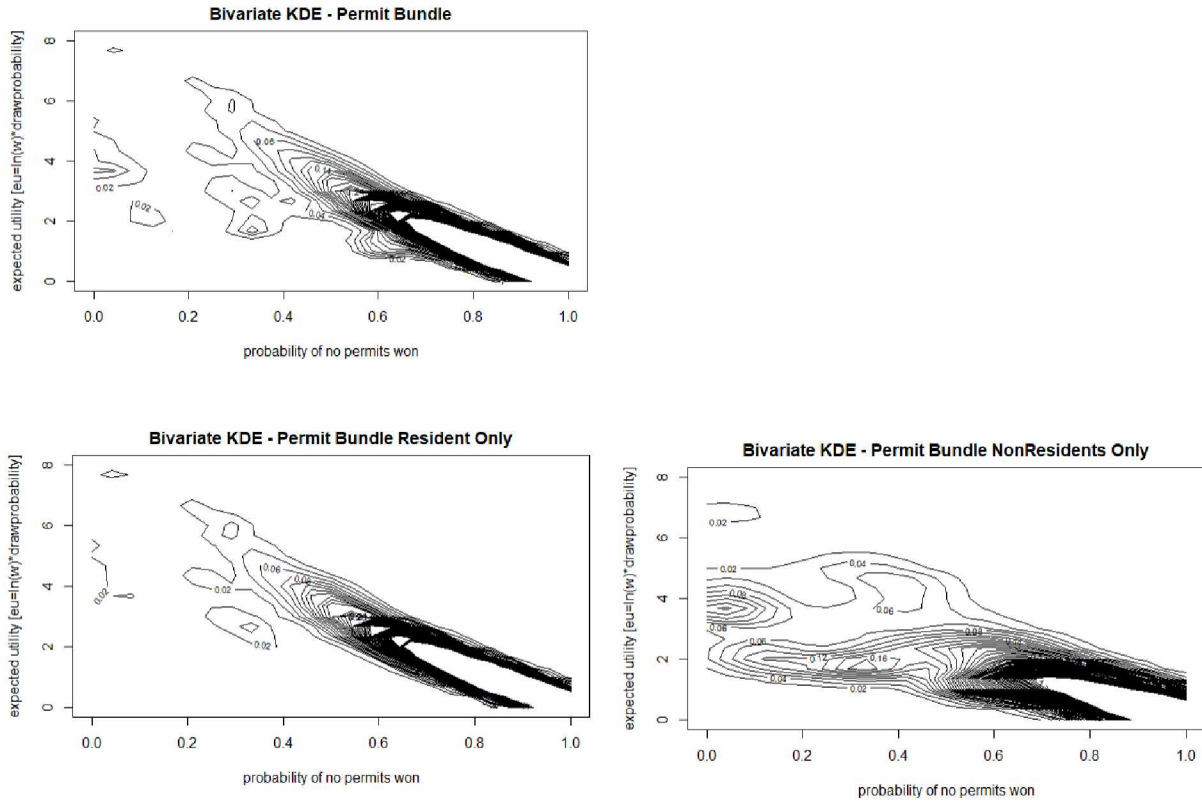 Bivariate KDE - Permit Bundle
expected utility [eu=ln(w)*drawprobability]
8
6
4
2
0
0.06
0.14
0.02
0.02
0.04
0.02
0.0 0.2 0.4 0.6 0.8 1.0
probability of no permits won
Bivariate KDE - Permit Bundle Resident Only
expected utility [eu=ln(w)*drawprobability]
8
6
4
2
0
0.06
0.02
0.02
0.02
0.0 0.2 0.4 0.6 0.8 1.0
probability of no permits won
Bivariate KDE - Permit Bundle NonResidents Only
expected utility [eu=ln(w)*drawprobability]
8
6
4
2
0
0.02
0.02
0.04
0.06
0.06
0.06
0.12
0.16
0.04
0.02
0.0 0.2 0.4 0.6 0.8 1.0
probability of no permits won